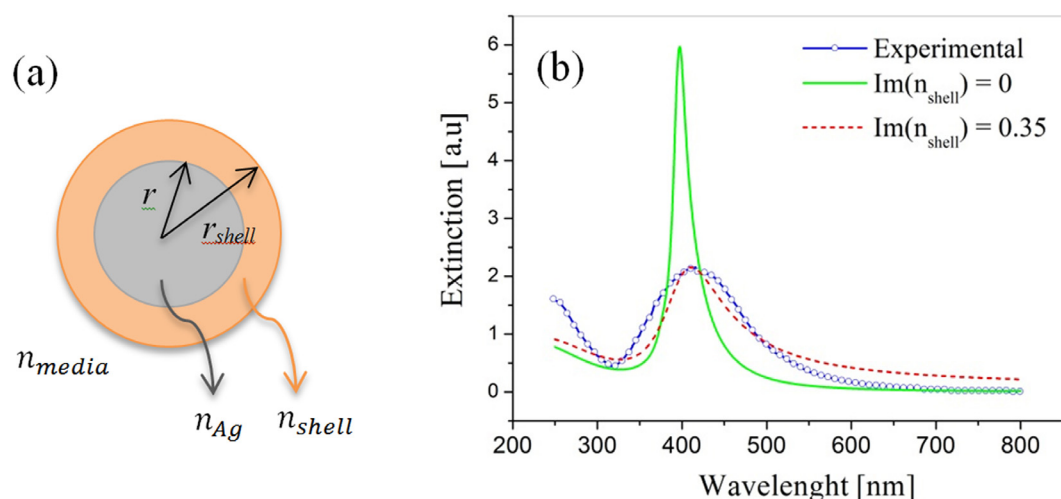 (a)
r
r_shell
n_media
n_Ag
n_shell
(b)
Experimental
Im(n_shell) = 0
Im(n_shell) = 0.35
Extinction [a.u]
6
5
4
3
2
1
0
200 300 400 500 600 700 800
Wavelenght [nm]